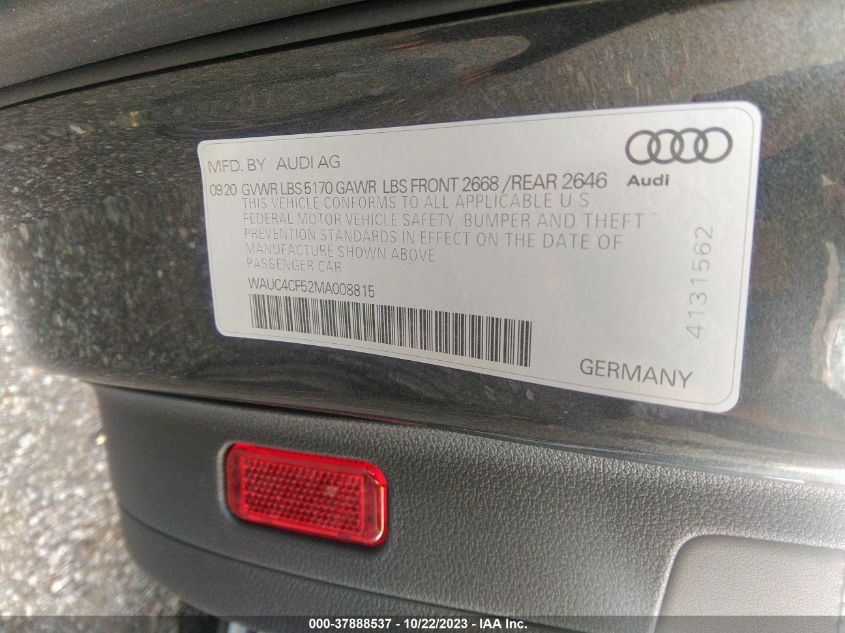 MFD. BY AUDI AG
Audi
0920 GVWR LBS 5170 GAWR LBS FRONT 2668 / REAR 2646
THIS VEHICLE CONFORMS TO ALL APPLICABLE U S
FEDERAL MOTOR VEHICLE SAFETY, BUMPER AND THEFT
PREVENTION STANDARDS IN EFFECT ON THE DATE OF
MANUFACTURE SHOWN ABOVE
PASSENGER CAR
WAUC4CF52MA008815
4131562
GERMANY
000-37888537 - 10/22/2023 - IAA Inc.